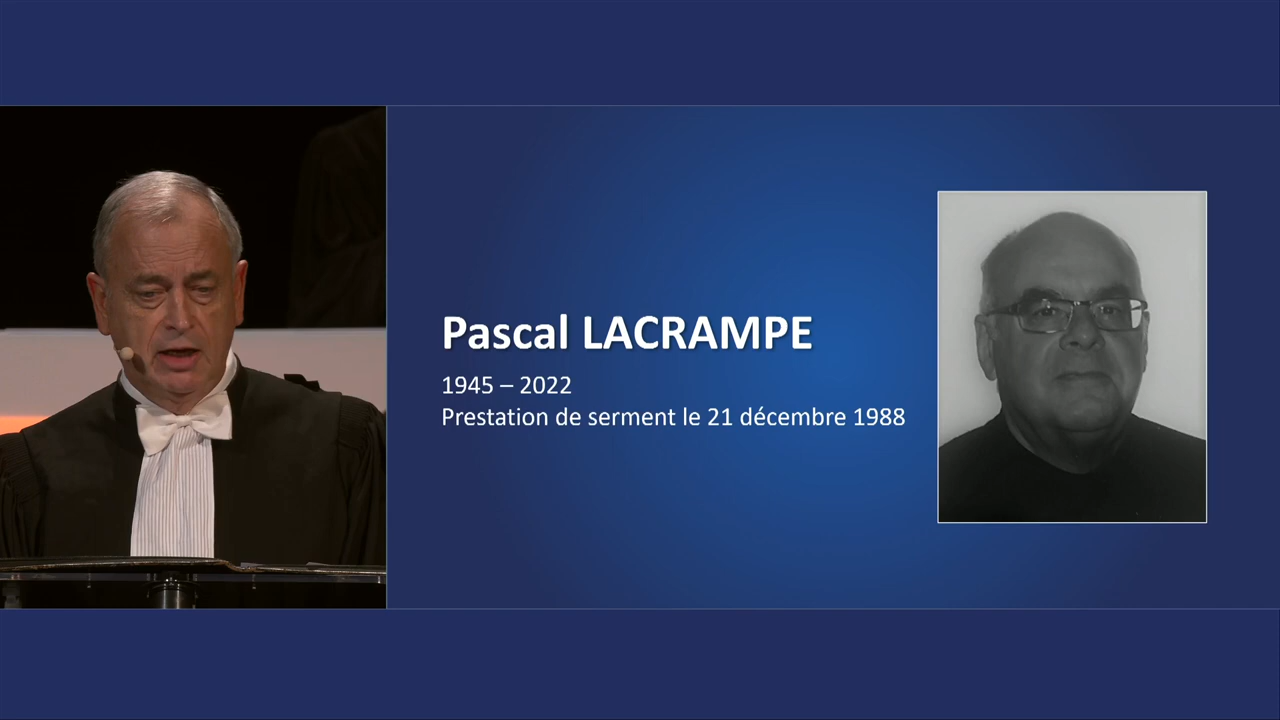 Pascal LACRAMPE
1945 – 2022
Prestation de serment le 21 décembre 1988